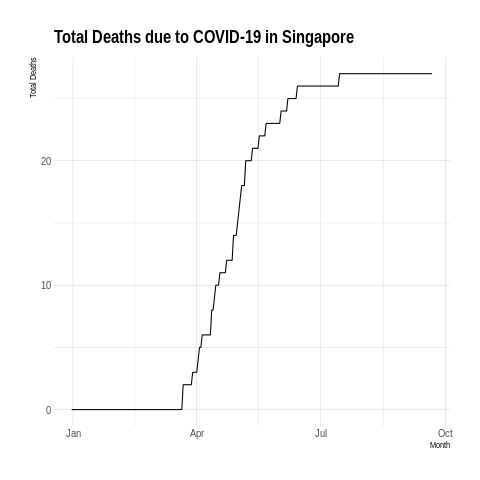 Total Deaths due to COVID-19 in Singapore
Total Deaths
20
10
0
Jan Apr Jul Oct
Month